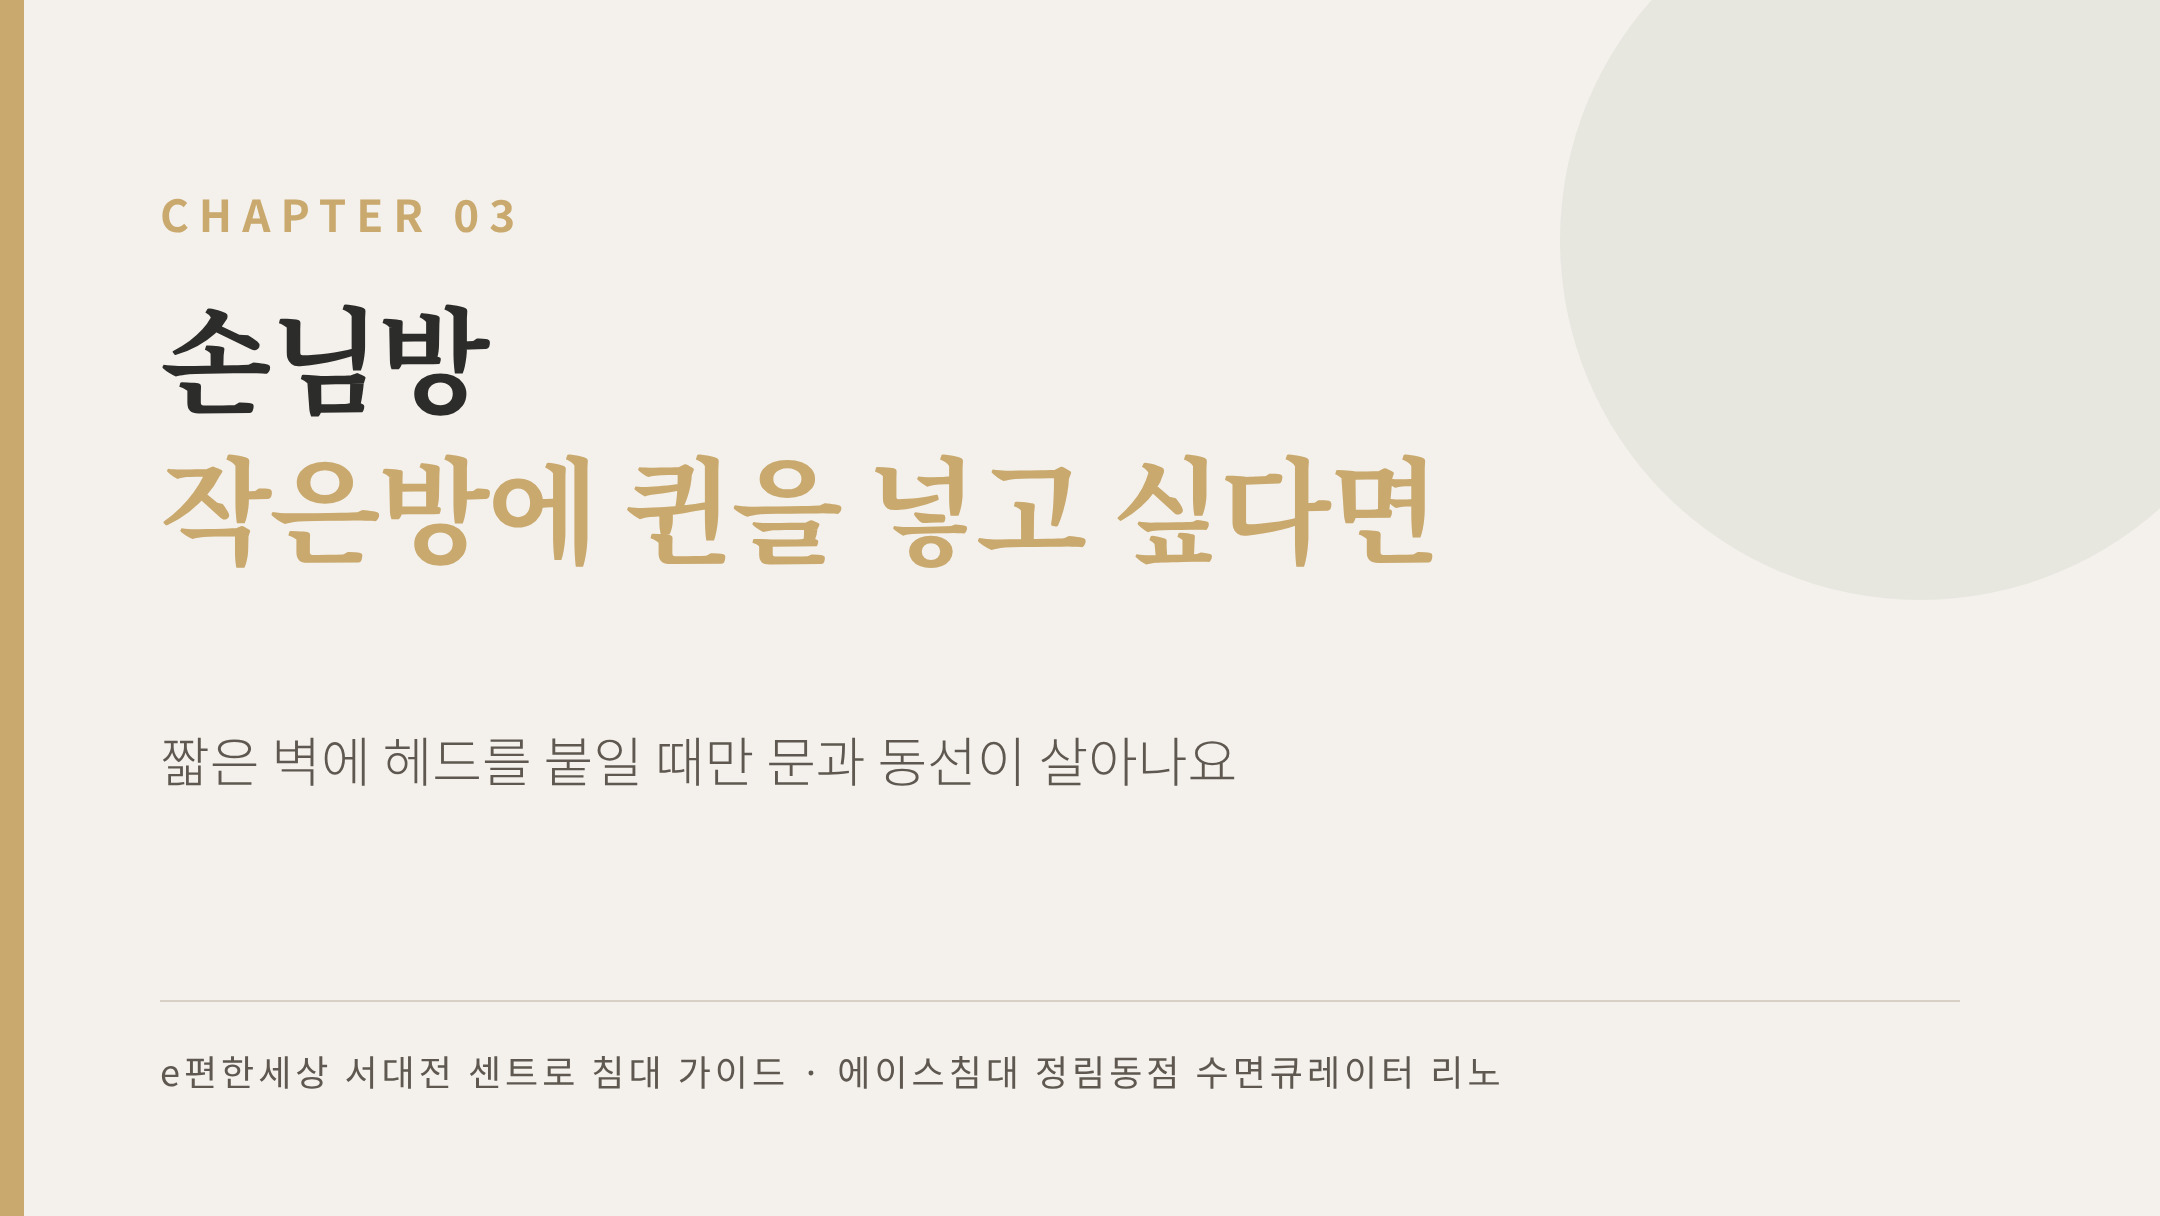 CHAPTER 03
손님방
작은방에 퀸을 넣고 싶다면
짧은 벽에 헤드를 붙일 때만 문과 동선이 살아나요
e편한세상 서대전 센트로 침대 가이드 · 에이스침대 정림동점 수면큐레이터 리노